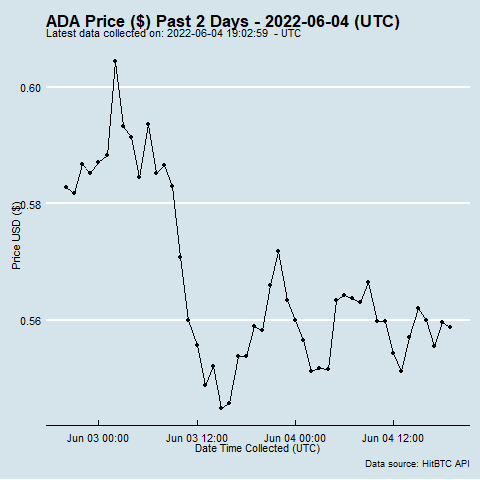 ADA Price ($) Past 2 Days - 2022-06-04 (UTC)
Latest data collected on: 2022-06-04 19:02:59 - UTC
0.60
0.58
0.56
Price USD ($)
Jun 03 00:00 Jun 03 12:00 Jun 04 00:00 Jun 04 12:00
Date Time Collected (UTC)
Data source: HitBTC API